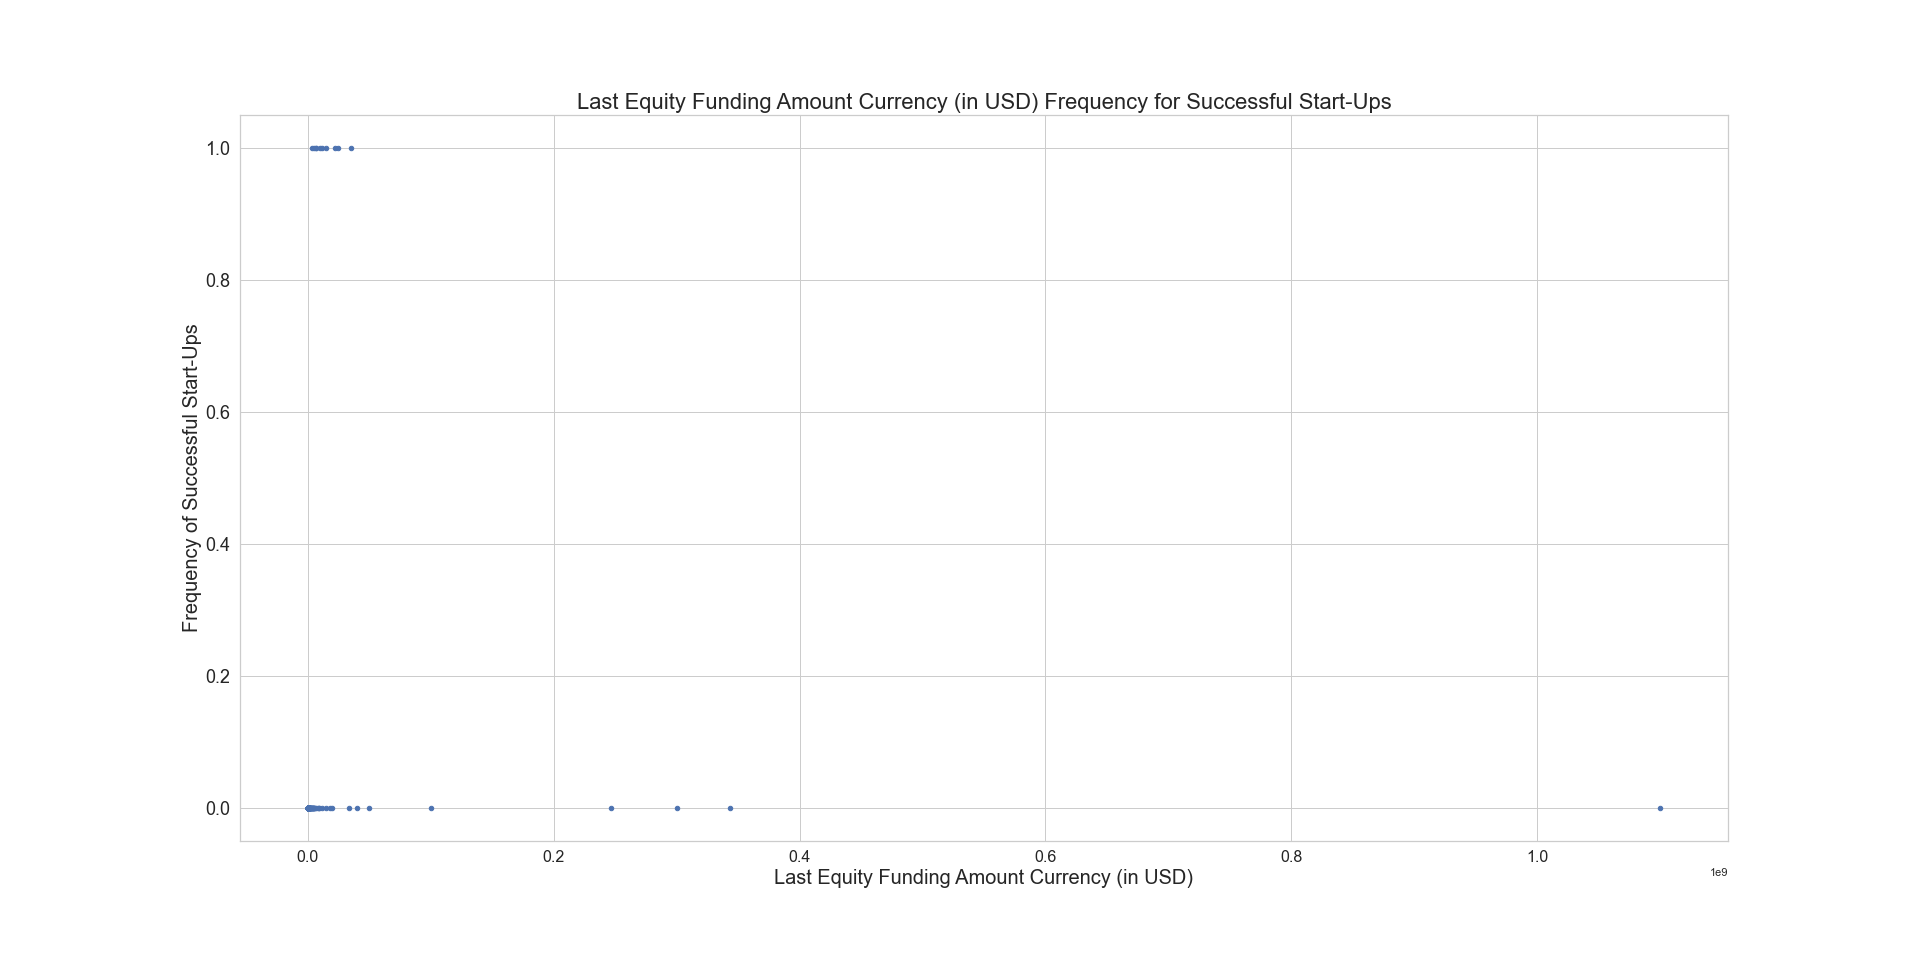 Last Equity Funding Amount Currency (in USD) Frequency for Successful Start-Ups
Frequency of Successful Start-Ups
1.0
0.8
0.6
0.4
0.2
0.0
0.0 0.2 0.4 0.6 0.8 1.0
1e9
Last Equity Funding Amount Currency (in USD)